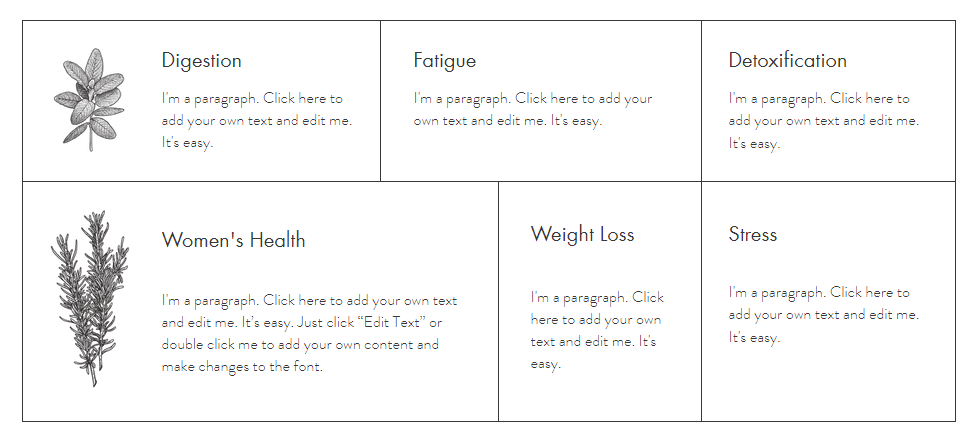 Digestion
I'm a paragraph. Click here to
add your own text and edit me.
It's easy.
Fatigue
I'm a paragraph. Click here to add your
own text and edit me. It's easy.
Detoxification
I'm a paragraph. Click here to
add your own text and edit me.
It's easy.
Women's Health
I'm a paragraph. Click here to add your own text
and edit me. It’s easy. Just click “Edit Text” or
double click me to add your own content and
make changes to the font.
Weight Loss
I'm a paragraph. Click
here to add your own
text and edit me. It's
easy.
Stress
I'm a paragraph. Click here to
add your own text and edit me.
It's easy.